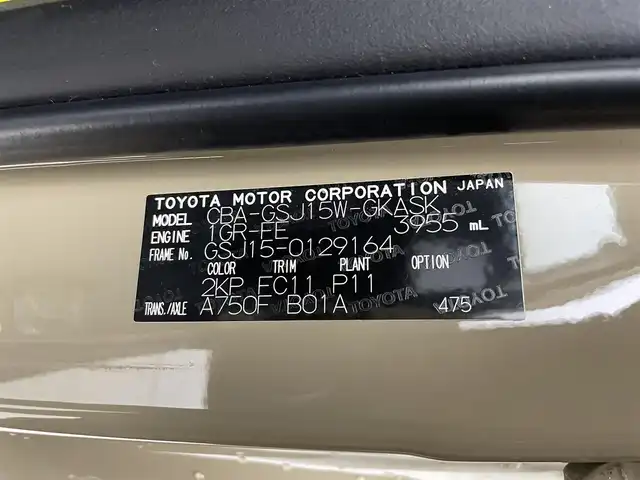 TOYOTA MOTOR CORPORATION JAPAN
MODEL CBA-GSJ15W-GKASK
ENGINE 1GR-FE 3955 mL
FRAME No. GSJ15-0129164
COLOR TRIM PLANT OPTION
2KP FC11 P11
TRANS./AXLE A750F B01A 475